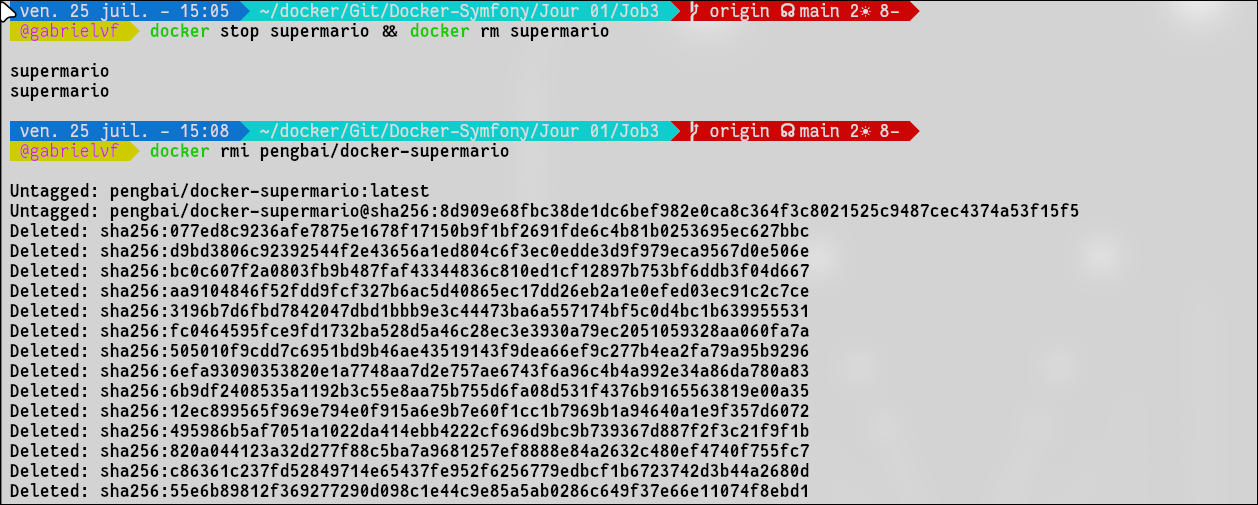 ven. 25 juil. - 15:05 ~/docker/Git/Docker-Symfony/Jour 01/Job3 origin main 2☀ 8-
@gabrielvf docker stop supermario && docker rm supermario
supermario
supermario
ven. 25 juil. - 15:08 ~/docker/Git/Docker-Symfony/Jour 01/Job3 origin main 2☀ 8-
@gabrielvf docker rmi pengbai/docker-supermario
Untagged: pengbai/docker-supermario:latest
Untagged: pengbai/docker-supermario@sha256:8d909e68fbc38de1dc6bef982e0ca8c364f3c8021525c9487cec4374a53f15f5
Deleted: sha256:077ed8c9236afe7875e1678f17150b9f1bf2691fde6c4b81b0253695ec627bbc
Deleted: sha256:d9bd3806c92392544f2e43656a1ed804c6f3ec0edde3d9f979eca9567d0e506e
Deleted: sha256:bc0c607f2a0803fb9b487faf43344836c810ed1cf12897b753bf6ddb3f04d667
Deleted: sha256:aa9104846f52fdd9fcf327b6ac5d40865ec17dd26eb2a1e0efed03ec91c2c7ce
Deleted: sha256:3196b7d6fbd7842047dbd1bbb9e3c44473ba6a557174bf5c0d4bc1b639955531
Deleted: sha256:fc0464595fce9fd1732ba528d5a46c28ec3e3930a79ec2051059328aa060fa7a
Deleted: sha256:505010f9cdd7c6951bd9b46ae43519143f9dea66ef9c277b4ea2fa79a95b9296
Deleted: sha256:6efa93090353820e1a7748aa7d2e757ae6743f6a96c4b4a992e34a86da780a83
Deleted: sha256:6b9df2408535a1192b3c55e8aa75b755d6fa08d531f4376b9165563819e00a35
Deleted: sha256:12ec899565f969e794e0f915a6e9b7e60f1cc1b7969b1a94640a1e9f357d6072
Deleted: sha256:495986b5af7051a1022da414ebb4222cf696d9bc9b739367d887f2f3c21f9f1b
Deleted: sha256:820a044123a32d277f88c5ba7a9681257ef8888e84a2632c480ef4740f755fc7
Deleted: sha256:c86361c237fd52849714e65437fe952f6256779edbcf1b6723742d3b44a2680d
Deleted: sha256:55e6b89812f369277290d098c1e44c9e85a5ab0286c649f37e66e11074f8ebd1